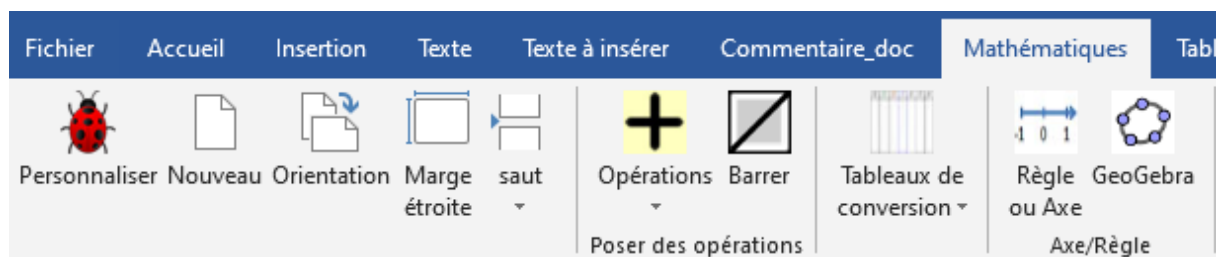 Fichier Accueil Insertion Texte Texte à insérer Commentaire_doc Mathématiques Tabl
-1 0 1
Personnaliser Nouveau Orientation Marge saut Opérations Barrer Tableaux de Règle GeoGebra
étroite conversion ou Axe
Poser des opérations Axe/Règle